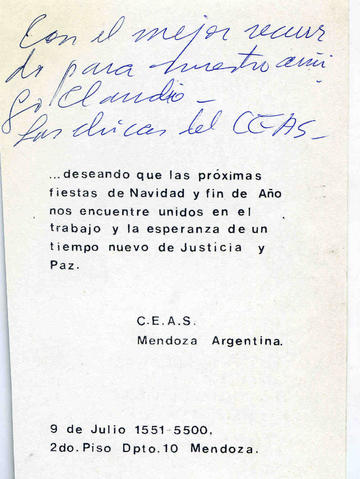 Con el mejor recuer
do para nuestro ami
go Claudio_
Las chicas del CEAS_
...deseando que las próximas
fiestas de Navidad y fin de Año
nos encuentre unidos en el
trabajo y la esperanza de un
tiempo nuevo de Justicia y
Paz.
C.E.A.S.
Mendoza Argentina.
9 de Julio 1551-5500,
2do. Piso Dpto.10 Mendoza.